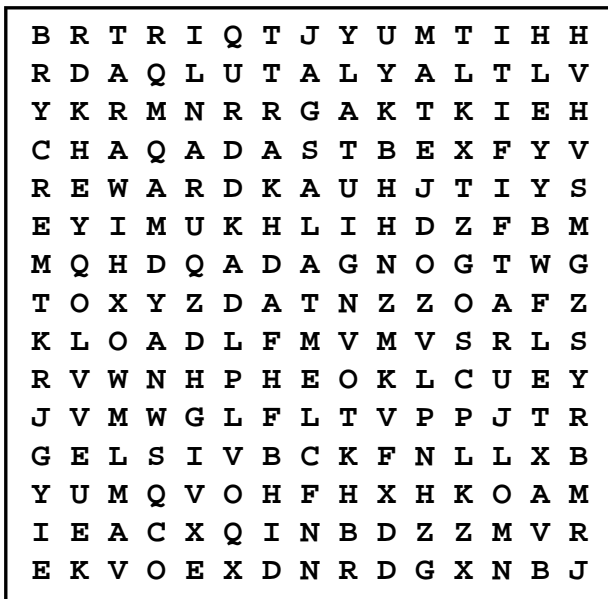 B R T R I Q T J Y U M T I H H
R D A Q L U T A L Y A L T L V
Y K R M N R R G A K T K I E H
C H A Q A D A S T B E X F Y V
R E W A R D K A U H J T I Y S
E Y I M U K H L I H D Z F B M
M Q H D Q A D A G N O G T W G
T O X Y Z D A T N Z Z O A F Z
K L O A D L F M V M V S R L S
R V W N H P H E O K L C U E Y
J V M W G L F L T V P P J T R
G E L S I V B C K F N L L X B
Y U M Q V O H F H X H K O A M
I E A C X Q I N B D Z Z M V R
E K V O E X D N R D G X N B J